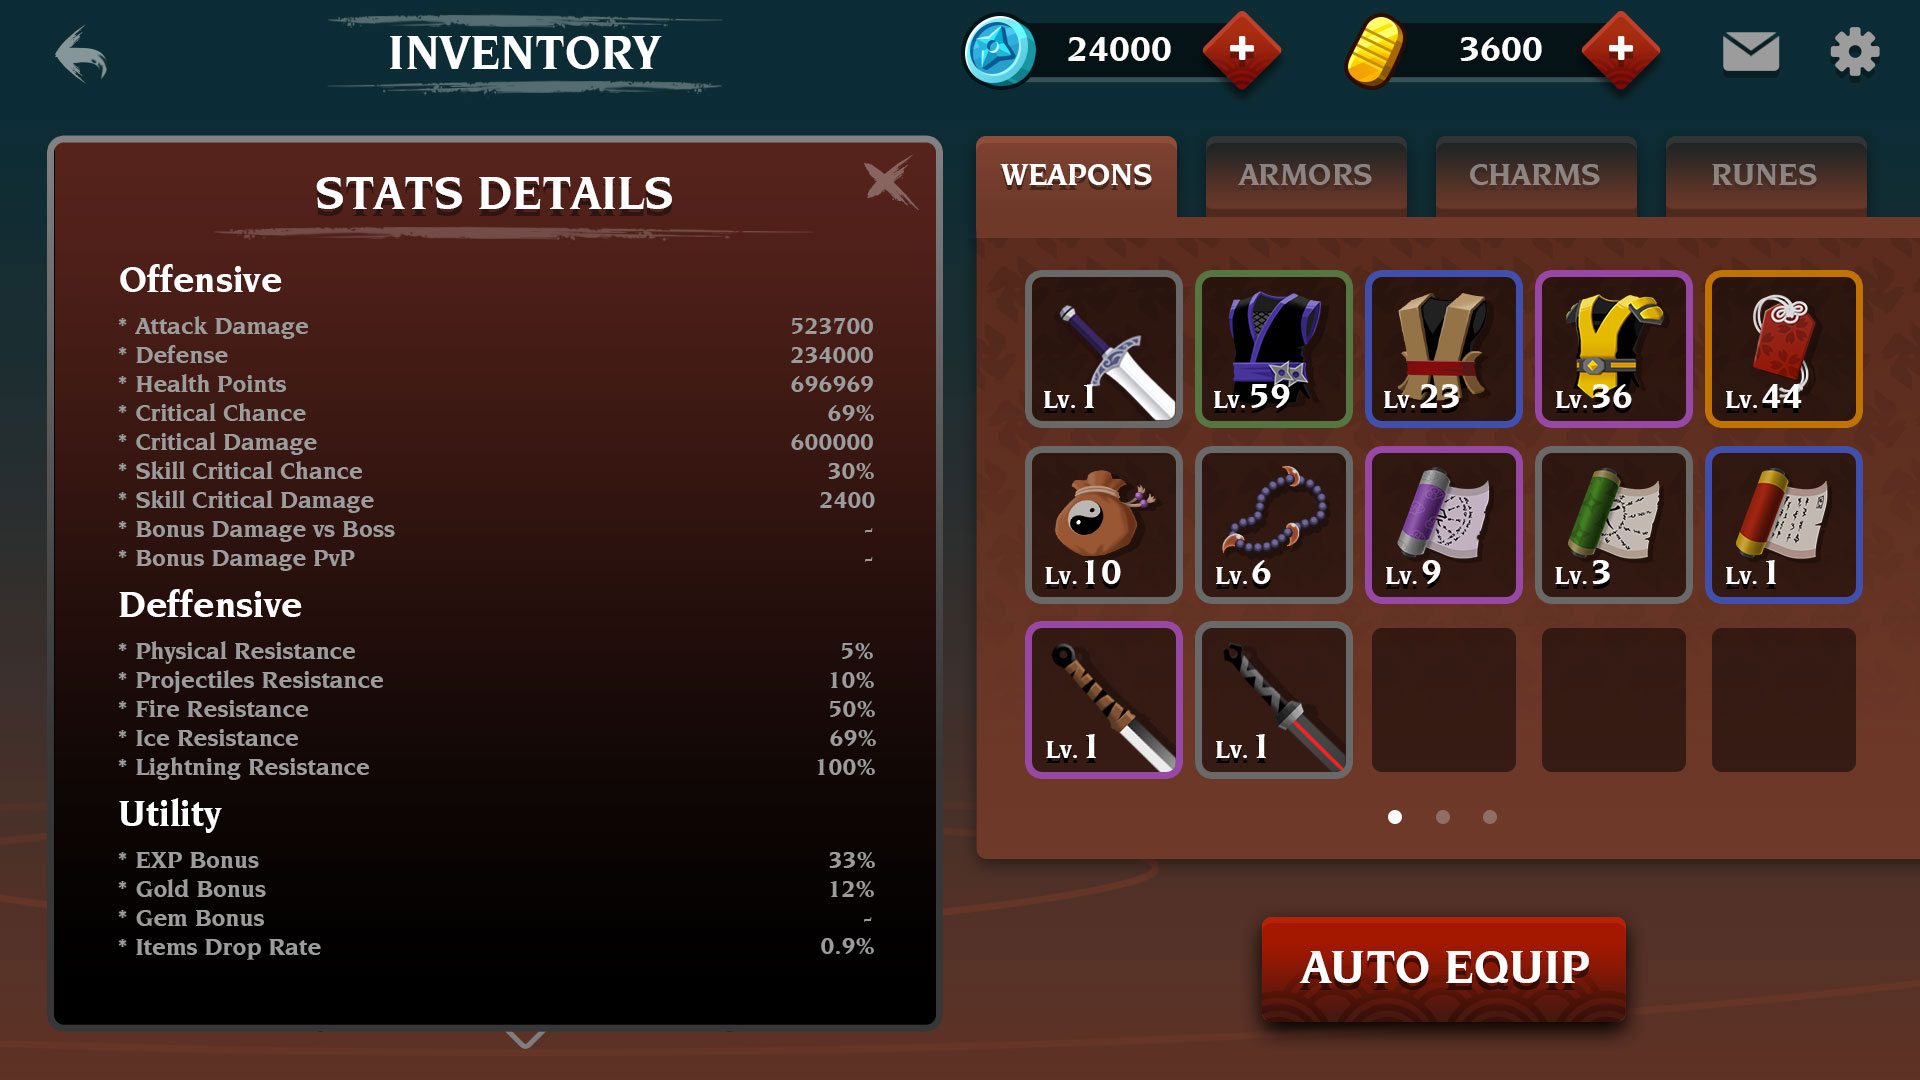 INVENTORY
24000
3600
STATS DETAILS
Offensive
* Attack Damage 523700
* Defense 234000
* Health Points 696969
* Critical Chance 69%
* Critical Damage 600000
* Skill Critical Chance 30%
* Skill Critical Damage 2400
* Bonus Damage vs Boss -
* Bonus Damage PvP -
Deffensive
* Physical Resistance 5%
* Projectiles Resistance 10%
* Fire Resistance 50%
* Ice Resistance 69%
* Lightning Resistance 100%
Utility
* EXP Bonus 33%
* Gold Bonus 12%
* Gem Bonus -
* Items Drop Rate 0.9%
WEAPONS ARMORS CHARMS RUNES
Lv. 1 Lv. 59 Lv. 23 Lv. 36 Lv. 44
Lv. 10 Lv. 6 Lv. 9 Lv. 3 Lv. 1
Lv. 1 Lv. 1
AUTO EQUIP